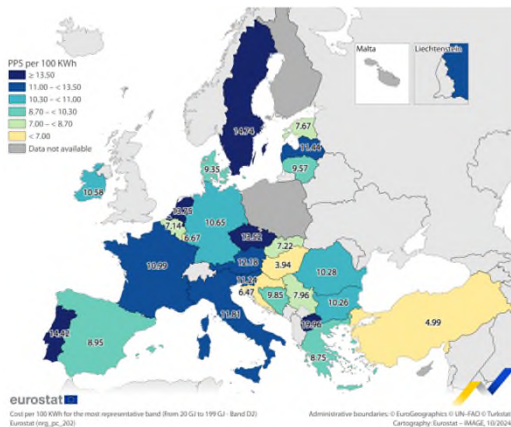 PPS per 100 KWh
≥ 13.50
11.00 – < 13.50
10.30 – < 11.00
8.70 – < 10.30
7.00 – < 8.70
< 7.00
Data not available
Malta
Liechtenstein
14.74
7.67
11.44
9.57
9.35
10.58
13.75
7.14
10.65
6.67
13.52
7.22
10.99
12.18
3.94
10.28
6.47
9.85
7.96
10.26
11.81
19.96
4.99
14.42
8.95
8.75
eurostat
Cost per 100 KWh for the most representative band (from 20 GJ to 199 GJ - Band D2)
Eurostat (nrg_pc_202)
Administrative boundaries: © EuroGeographics © UN–FAO © Turkstat
Cartography: Eurostat – IMAGE, 10/2024